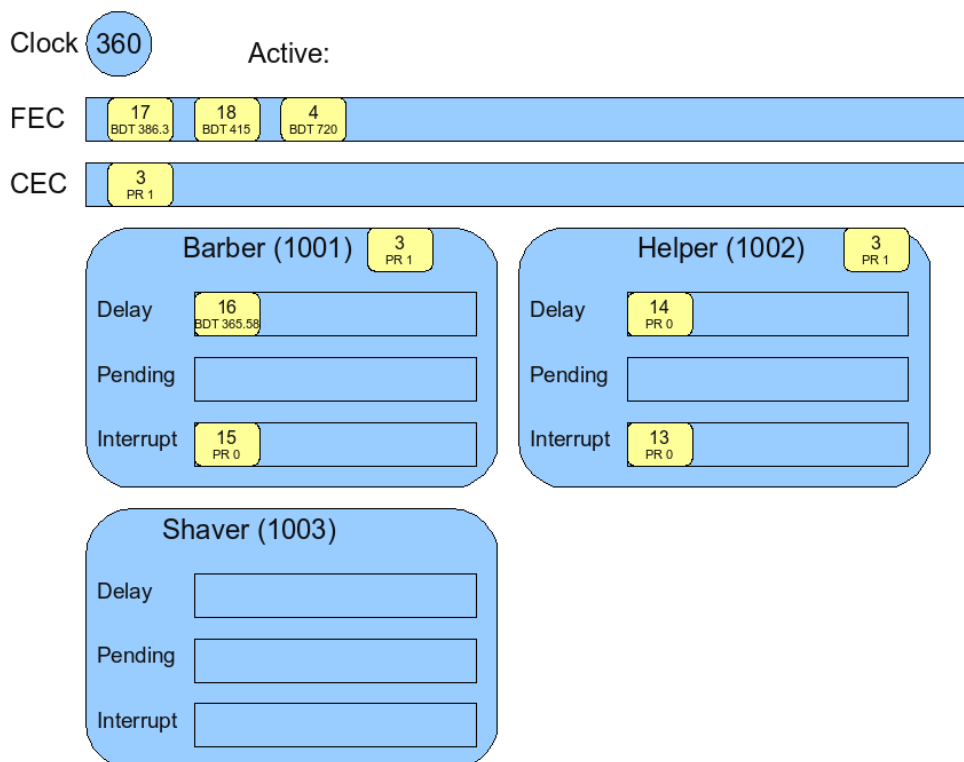 Clock 360 Active:
FEC 17 18 4
BDT 386.3 BDT 415 BDT 720
CEC 3
PR 1
Barber (1001) 3
PR 1
Delay 16
BDT 365.58
Pending
Interrupt 15
PR 0
Helper (1002) 3
PR 1
Delay 14
PR 0
Pending
Interrupt 13
PR 0
Shaver (1003)
Delay
Pending
Interrupt